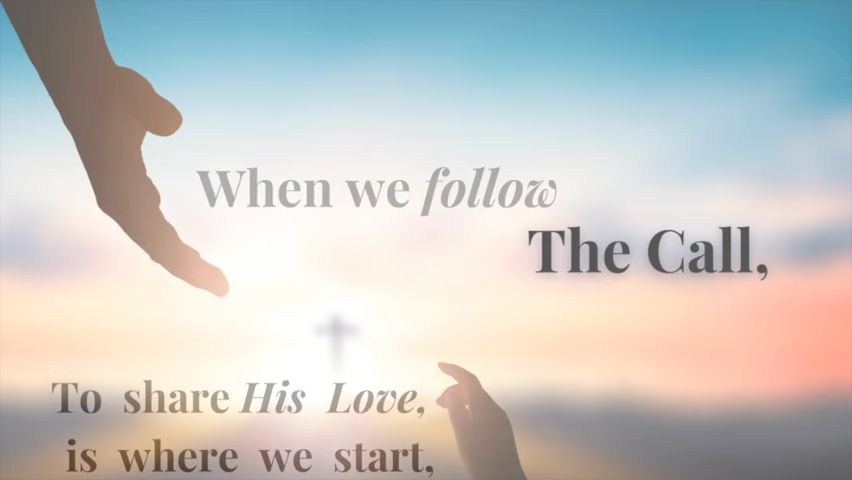 When we follow
The Call,
To share His Love,
is where we start,